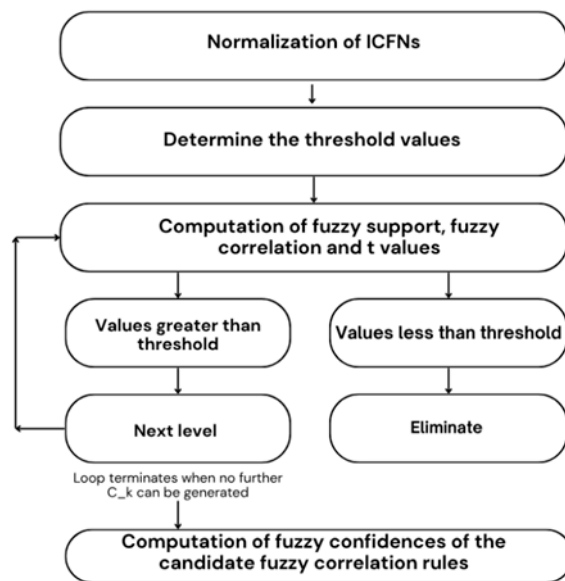 Normalization of ICFNs
Determine the threshold values
Computation of fuzzy support, fuzzy
correlation and t values
Values greater than
threshold
Values less than threshold
Next level
Eliminate
Loop terminates when no further
C_k can be generated
Computation of fuzzy confidences of the
candidate fuzzy correlation rules